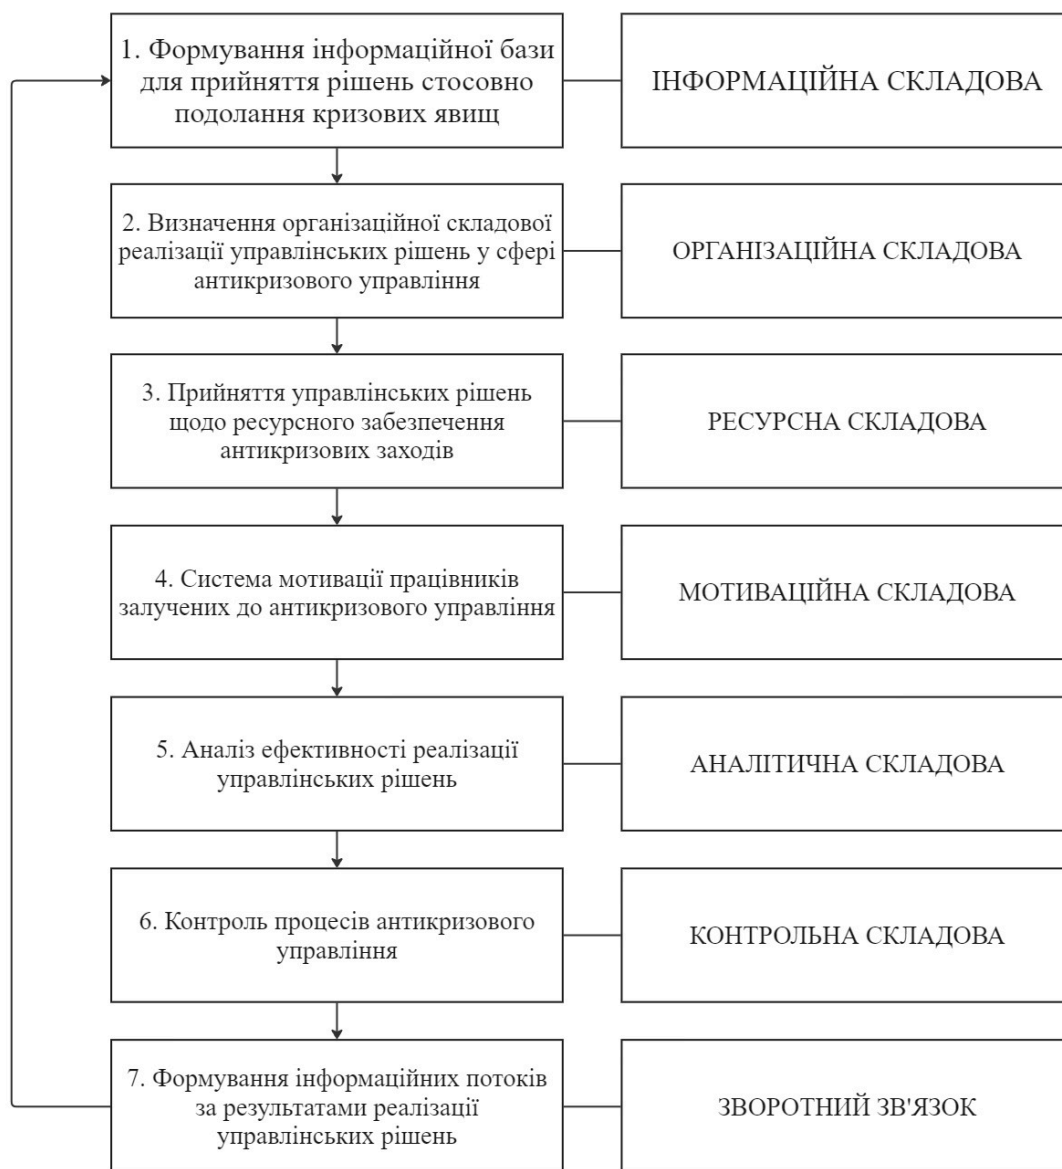 1. Формування інформаційної бази
для прийняття рішень стосовно
подолання кризових явищ
ІНФОРМАЦІЙНА СКЛАДОВА
2. Визначення організаційної складової
реалізації управлінських рішень у сфері
антикризового управління
ОРГАНІЗАЦІЙНА СКЛАДОВА
3. Прийняття управлінських рішень
щодо ресурсного забезпечення
антикризових заходів
РЕСУРСНА СКЛАДОВА
4. Система мотивації працівників
залучених до антикризового управління
МОТИВАЦІЙНА СКЛАДОВА
5. Аналіз ефективності реалізації
управлінських рішень
АНАЛІТИЧНА СКЛАДОВА
6. Контроль процесів антикризового
управління
КОНТРОЛЬНА СКЛАДОВА
7. Формування інформаційних потоків
за результатами реалізації
управлінських рішень
ЗВОРОТНИЙ ЗВ'ЯЗОК